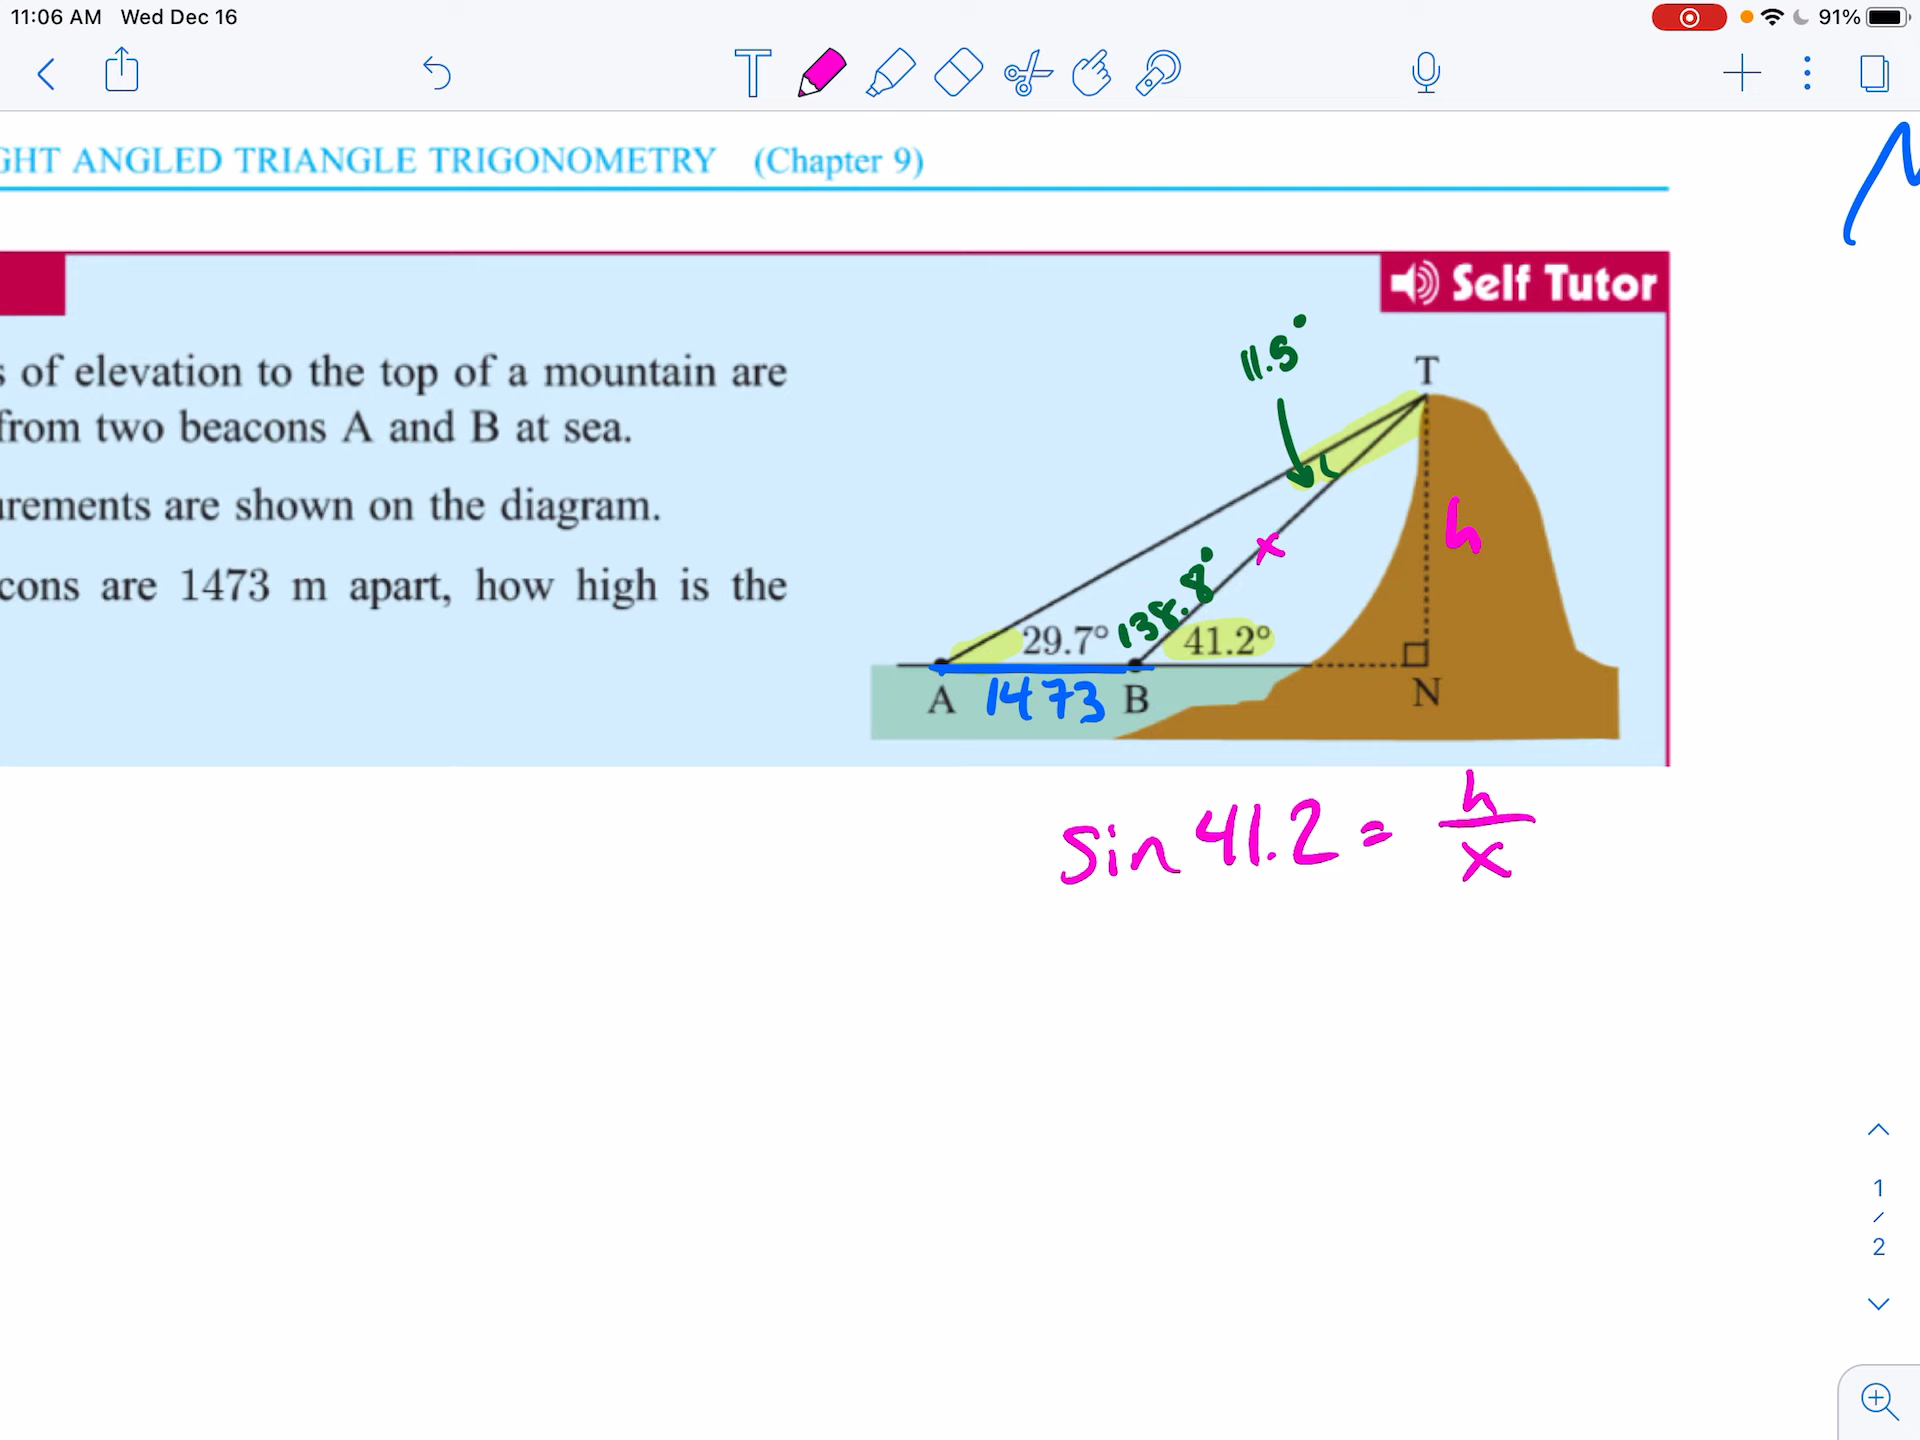 11:06 AM Wed Dec 16
91%
GHT ANGLED TRIANGLE TRIGONOMETRY (Chapter 9)
Self Tutor
s of elevation to the top of a mountain are
from two beacons A and B at sea.
urements are shown on the diagram.
cons are 1473 m apart, how high is the
11.5°
T
h
x
138.8°
29.7°
41.2°
A
1473
B
N
sin 41.2 = h/x
1
/
2